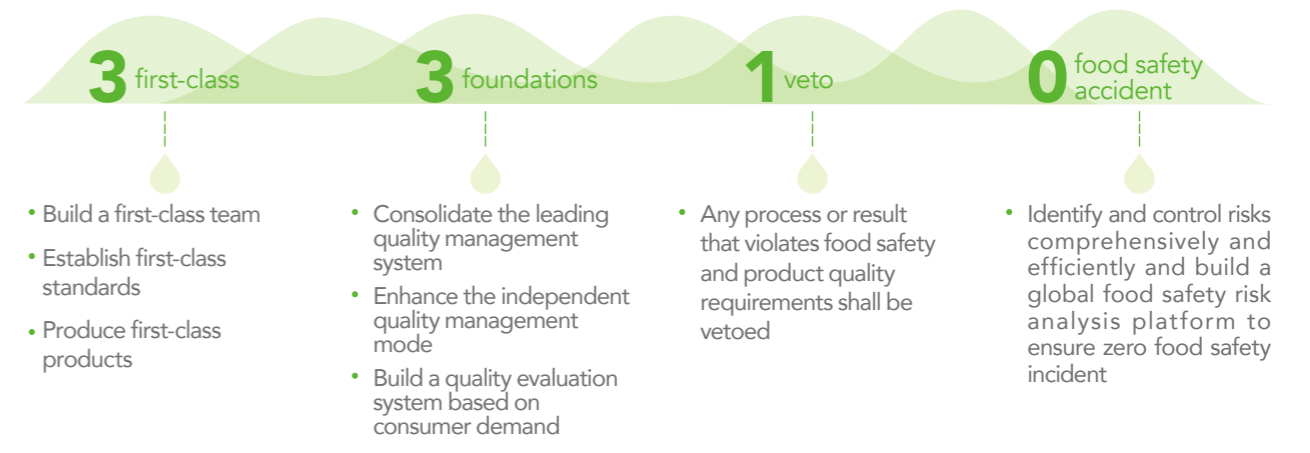 3 first-class
• Build a first-class team
• Establish first-class
standards
• Produce first-class
products
3 foundations
• Consolidate the leading
quality management
system
• Enhance the independent
quality management
mode
• Build a quality evaluation
system based on
consumer demand
1 veto
• Any process or result
that violates food safety
and product quality
requirements shall be
vetoed
0 food safety
accident
• Identify and control risks
comprehensively and
efficiently and build a
global food safety risk
analysis platform to
ensure zero food safety
incident